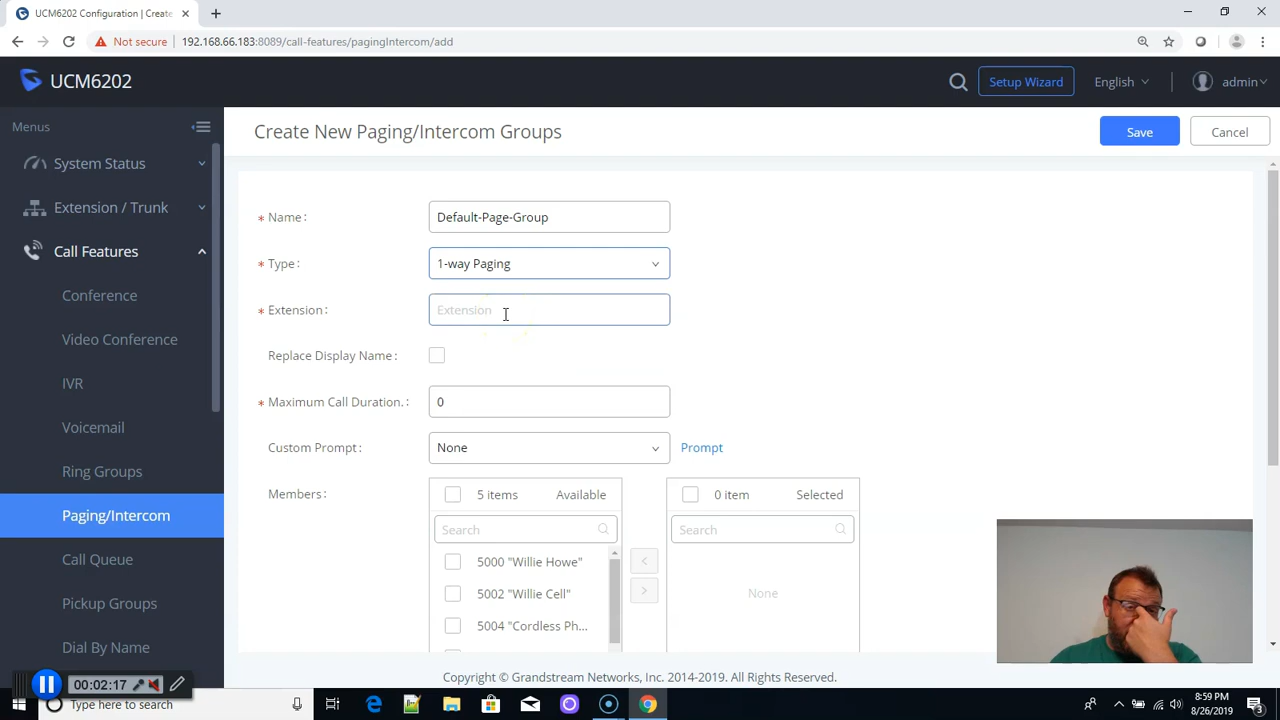 UCM6202 Configuration | Create
Not secure 192.168.66.183:8089/call-features/pagingIntercom/add
UCM6202
Setup Wizard
English
admin
Menus
Create New Paging/Intercom Groups
Save
Cancel
System Status
Extension / Trunk
Call Features
Conference
Video Conference
IVR
Voicemail
Ring Groups
Paging/Intercom
Call Queue
Pickup Groups
Dial By Name
* Name: Default-Page-Group
* Type: 1-way Paging
* Extension: Extension
Replace Display Name:
* Maximum Call Duration.: 0
Custom Prompt: None Prompt
Members: 5 items Available 0 item Selected
Search Search
5000 "Willie Howe"
None
5002 "Willie Cell"
5004 "Cordless Ph...
Copyright © Grandstream Networks, Inc. 2014-2019. All Rights Reserved.
00:02:17
Type here to search
8:59 PM
8/26/2019
3